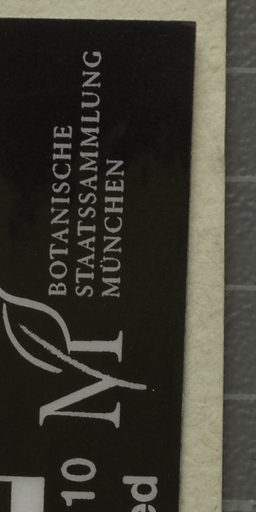 BOTANISCHE
STAATSSAMMLUNG
MÜNCHEN
M
10
ed